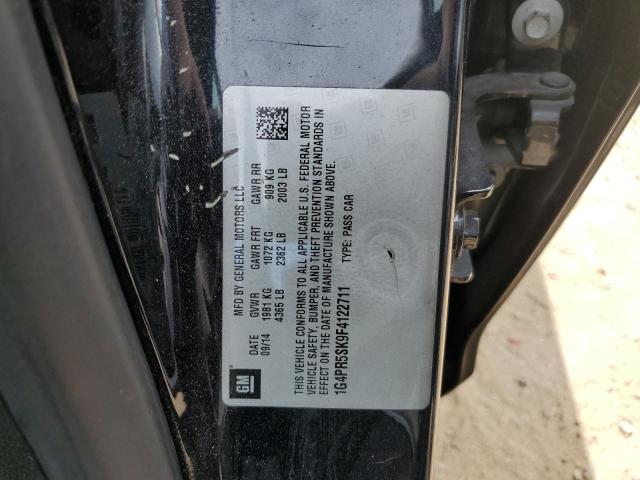 MFD BY GENERAL MOTORS LLC
DATE GVWR GAWR FRT GAWR RR
09/14 1981 KG 1072 KG 909 KG
4365 LB 2362 LB 2003 LB
THIS VEHICLE CONFORMS TO ALL APPLICABLE U.S. FEDERAL MOTOR
VEHICLE SAFETY, BUMPER, AND THEFT PREVENTION STANDARDS IN
EFFECT ON THE DATE OF MANUFACTURE SHOWN ABOVE.
1G4PR5SK9F4122711 TYPE: PASS CAR
GM